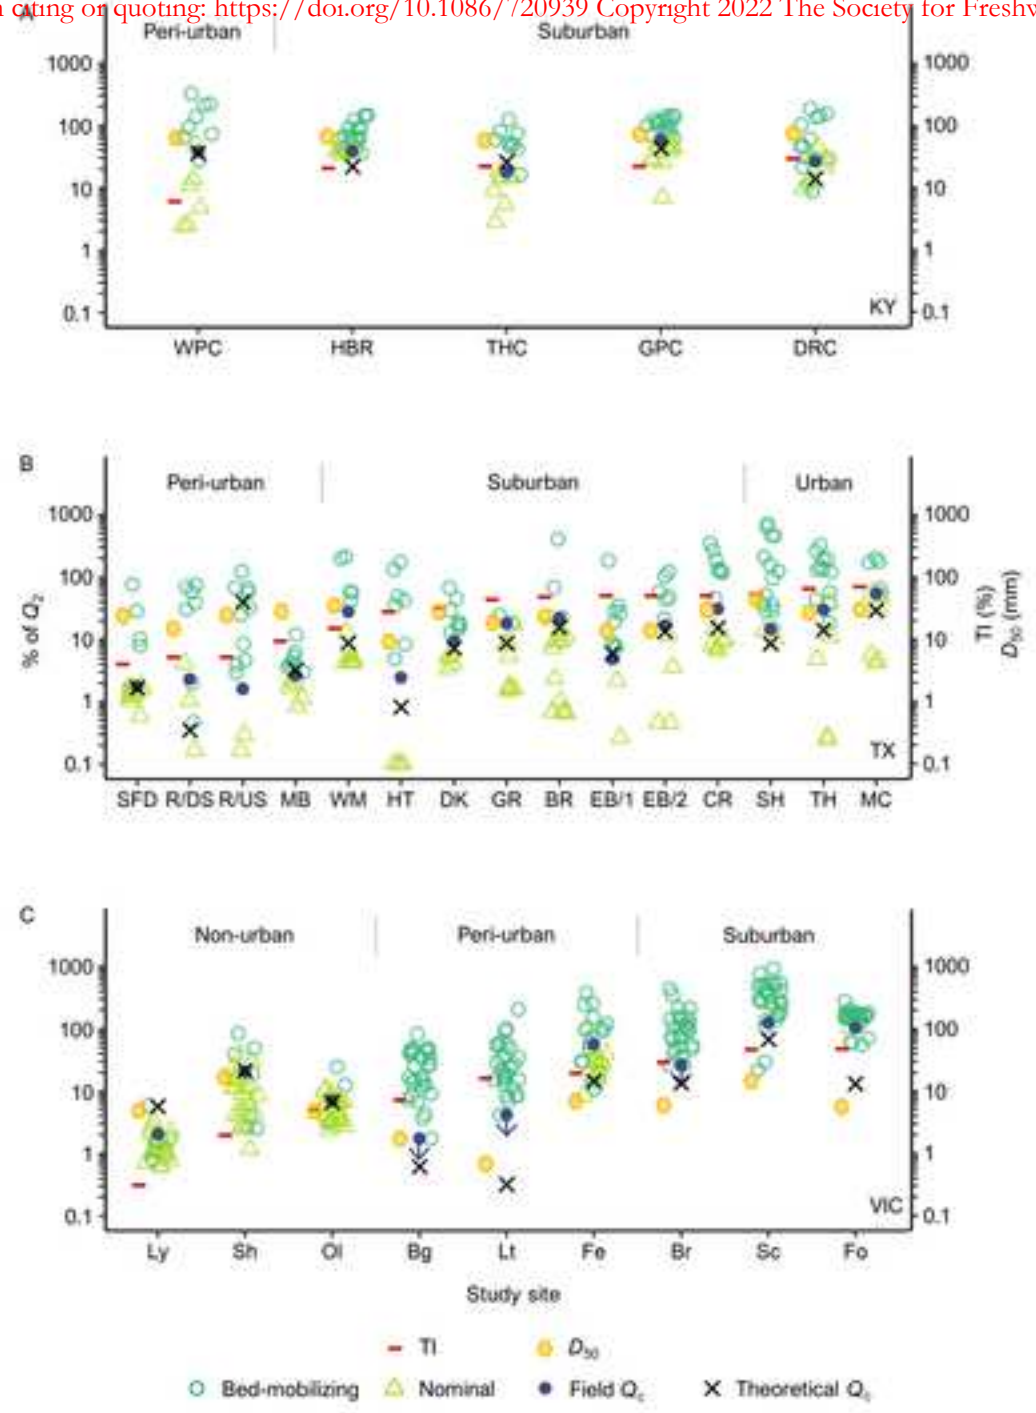 citing or quoting: https://doi.org/10.1086/720939 Copyright 2022 The Society for Freshw
A
Peri-urban Suburban
1000 1000
100 100
10 10
1 1
0.1 0.1
KY
WPC HBR THC GPC DRC
B
Peri-urban Suburban Urban
1000 1000
100 100
10 10
1 1
0.1 0.1
% of Q2
TI (%)
D50 (mm)
TX
SFD R/DS R/US MB WM HT DK GR BR EB/1 EB/2 CR SH TH MC
C
Non-urban Peri-urban Suburban
1000 1000
100 100
10 10
1 1
0.1 0.1
VIC
Ly Sh Ol Bg Lt Fe Br Sc Fo
Study site
TI D50
Bed-mobilizing Nominal Field Qc Theoretical Qc